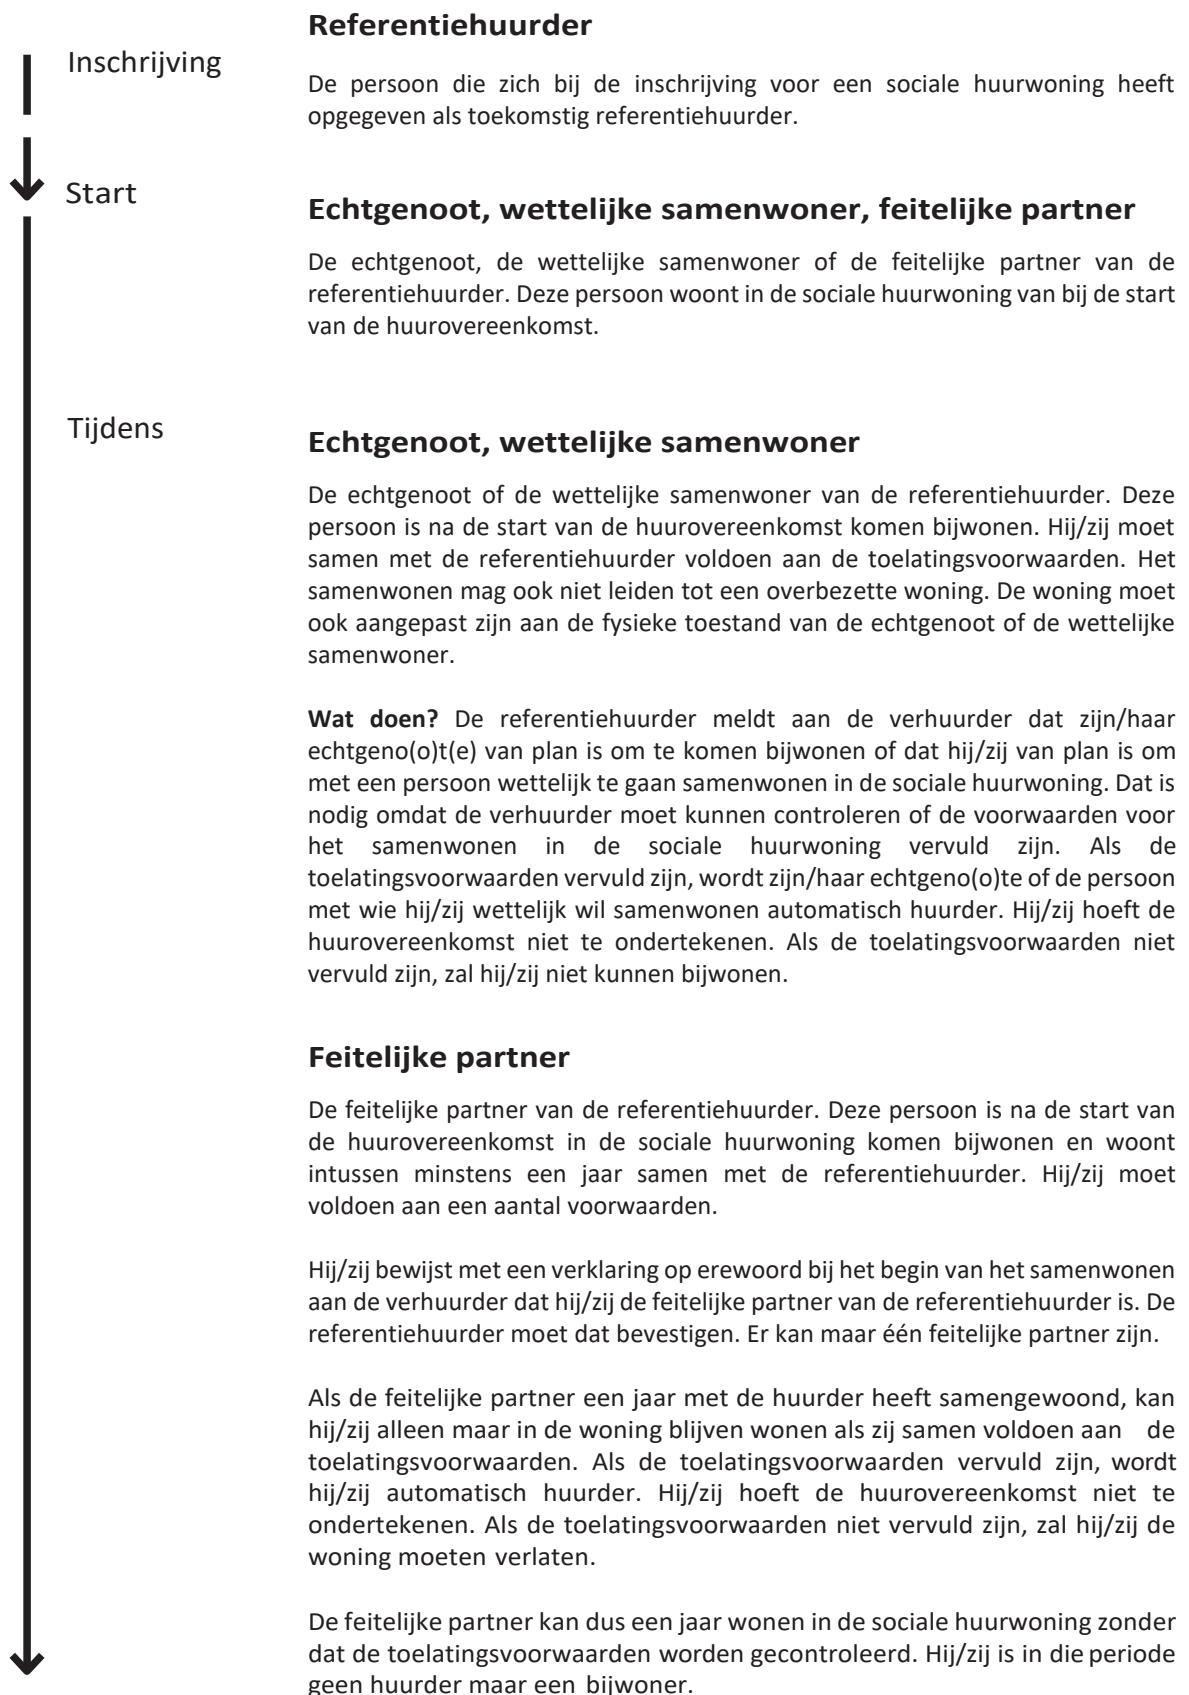 Referentiehuurder
Inschrijving
De persoon die zich bij de inschrijving voor een sociale huurwoning heeft
opgegeven als toekomstig referentiehuurder.
Start
Echtgenoot, wettelijke samenwoner, feitelijke partner
De echtgenoot, de wettelijke samenwoner of de feitelijke partner van de
referentiehuurder. Deze persoon woont in de sociale huurwoning van bij de start
van de huurovereenkomst.
Tijdens
Echtgenoot, wettelijke samenwoner
De echtgenoot of de wettelijke samenwoner van de referentiehuurder. Deze
persoon is na de start van de huurovereenkomst komen bijwonen. Hij/zij moet
samen met de referentiehuurder voldoen aan de toelatingsvoorwaarden. Het
samenwonen mag ook niet leiden tot een overbezette woning. De woning moet
ook aangepast zijn aan de fysieke toestand van de echtgenoot of de wettelijke
samenwoner.
Wat doen? De referentiehuurder meldt aan de verhuurder dat zijn/haar
echtgeno(o)t(e) van plan is om te komen bijwonen of dat hij/zij van plan is om
met een persoon wettelijk te gaan samenwonen in de sociale huurwoning. Dat is
nodig omdat de verhuurder moet kunnen controleren of de voorwaarden voor
het samenwonen in de sociale huurwoning vervuld zijn. Als de
toelatingsvoorwaarden vervuld zijn, wordt zijn/haar echtgeno(o)te of de persoon
met wie hij/zij wettelijk wil samenwonen automatisch huurder. Hij/zij hoeft de
huurovereenkomst niet te ondertekenen. Als de toelatingsvoorwaarden niet
vervuld zijn, zal hij/zij niet kunnen bijwonen.
Feitelijke partner
De feitelijke partner van de referentiehuurder. Deze persoon is na de start van
de huurovereenkomst in de sociale huurwoning komen bijwonen en woont
intussen minstens een jaar samen met de referentiehuurder. Hij/zij moet
voldoen aan een aantal voorwaarden.
Hij/zij bewijst met een verklaring op erewoord bij het begin van het samenwonen
aan de verhuurder dat hij/zij de feitelijke partner van de referentiehuurder is. De
referentiehuurder moet dat bevestigen. Er kan maar één feitelijke partner zijn.
Als de feitelijke partner een jaar met de huurder heeft samengewoond, kan
hij/zij alleen maar in de woning blijven wonen als zij samen voldoen aan de
toelatingsvoorwaarden. Als de toelatingsvoorwaarden vervuld zijn, wordt
hij/zij automatisch huurder. Hij/zij hoeft de huurovereenkomst niet te
ondertekenen. Als de toelatingsvoorwaarden niet vervuld zijn, zal hij/zij de
woning moeten verlaten.
De feitelijke partner kan dus een jaar wonen in de sociale huurwoning zonder
dat de toelatingsvoorwaarden worden gecontroleerd. Hij/zij is in die periode
geen huurder maar een bijwoner.